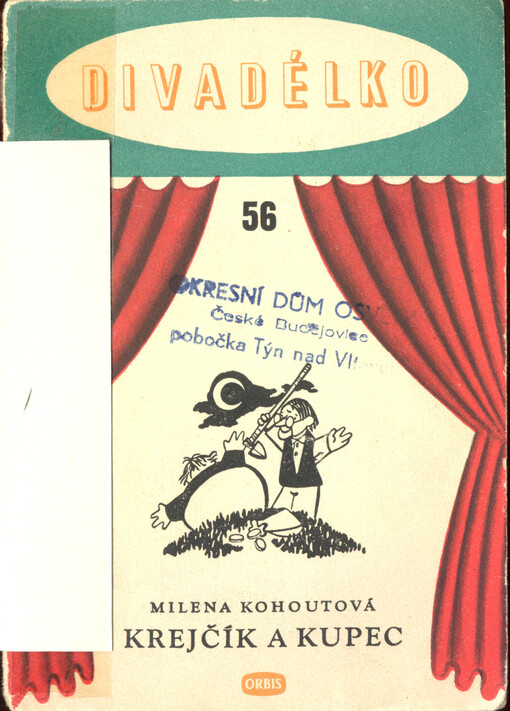 DIVADÉLKO
56
OKRESNÍ DŮM
České Budějovice
pobočka Týn nad
MILENA KOHOUTOVÁ
KREJČÍK A KUPEC
ORBIS